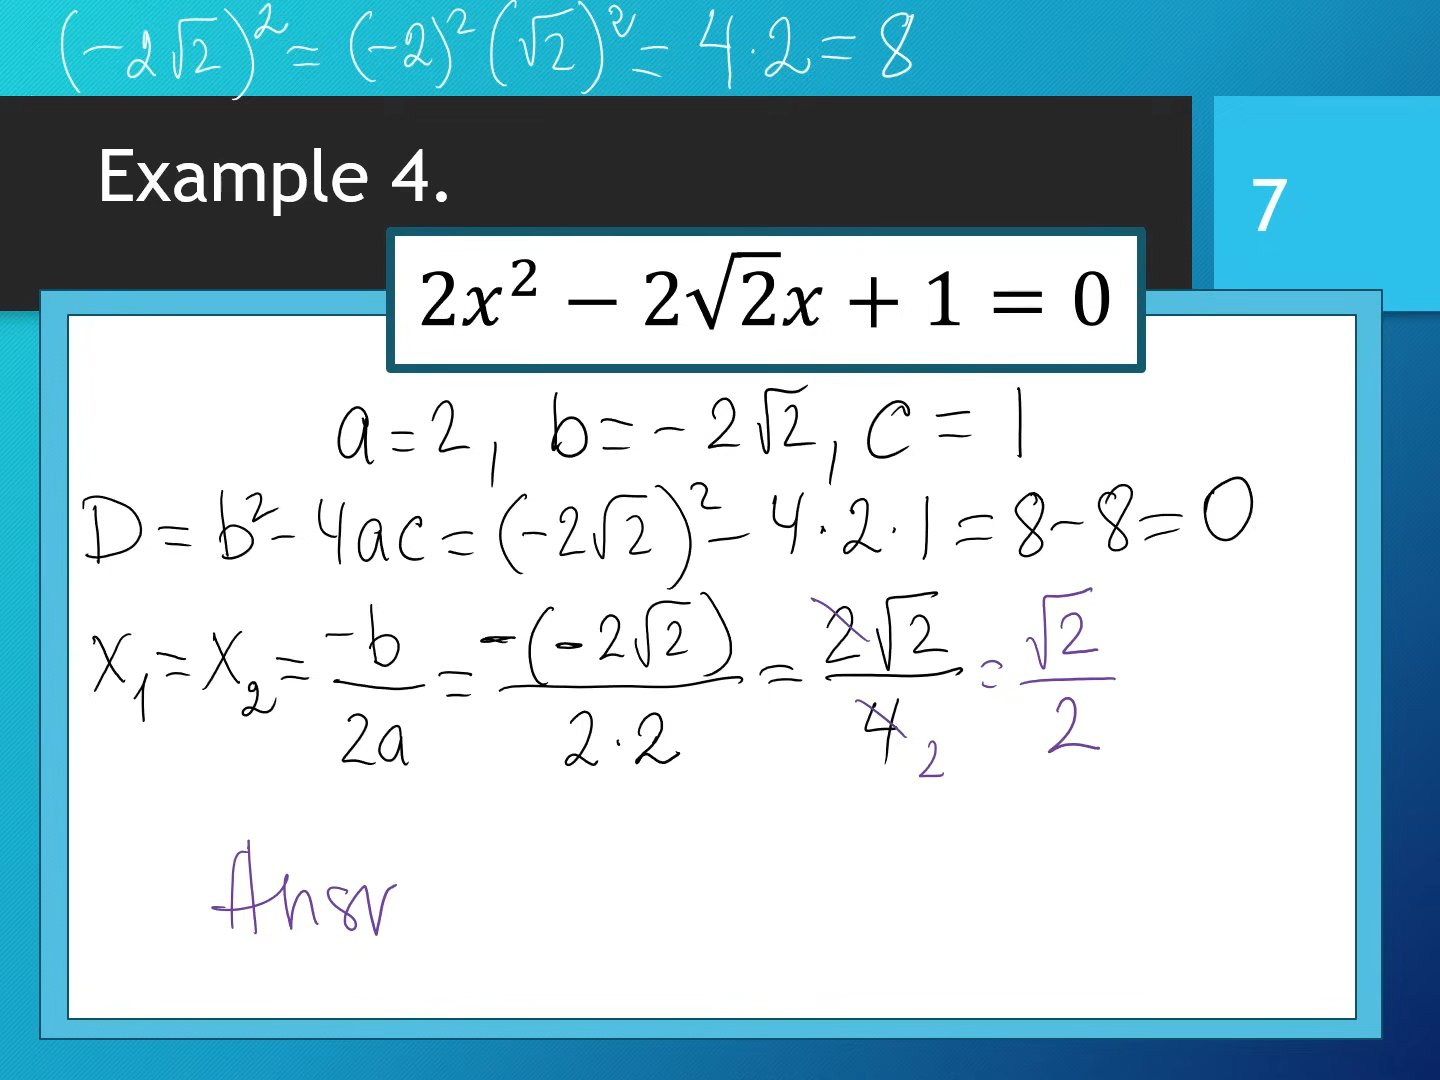 (-2√2)² = (-2)² (√2)² = 4 · 2 = 8
Example 4.
7
2x² − 2√2x + 1 = 0
a = 2, b = -2√2, c = 1
D = b² - 4ac = (-2√2)² - 4 · 2 · 1 = 8 - 8 = 0
x₁ = x₂ = -b/2a = -(-2√2)/2·2 = 2√2/4 2 = √2/2
Answ